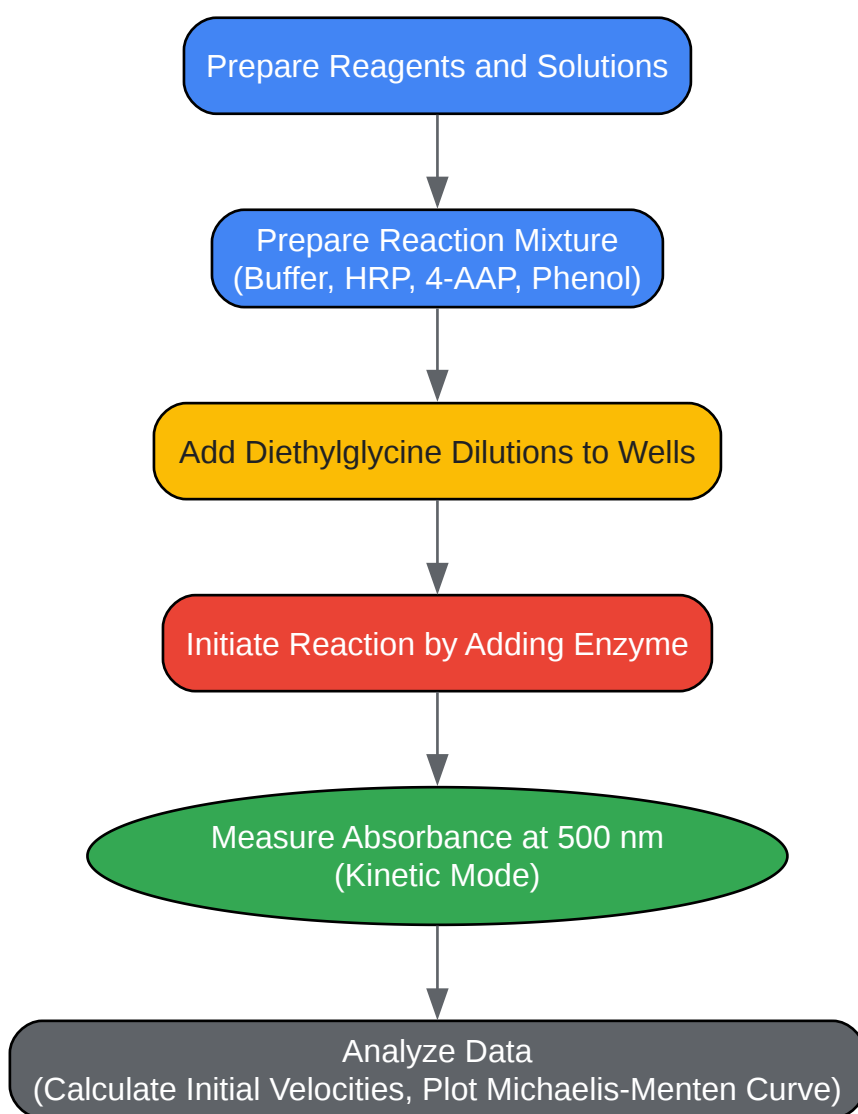 Prepare Reagents and Solutions
Prepare Reaction Mixture
(Buffer, HRP, 4-AAP, Phenol)
Add Diethylglycine Dilutions to Wells
Initiate Reaction by Adding Enzyme
Measure Absorbance at 500 nm
(Kinetic Mode)
Analyze Data
(Calculate Initial Velocities, Plot Michaelis-Menten Curve)